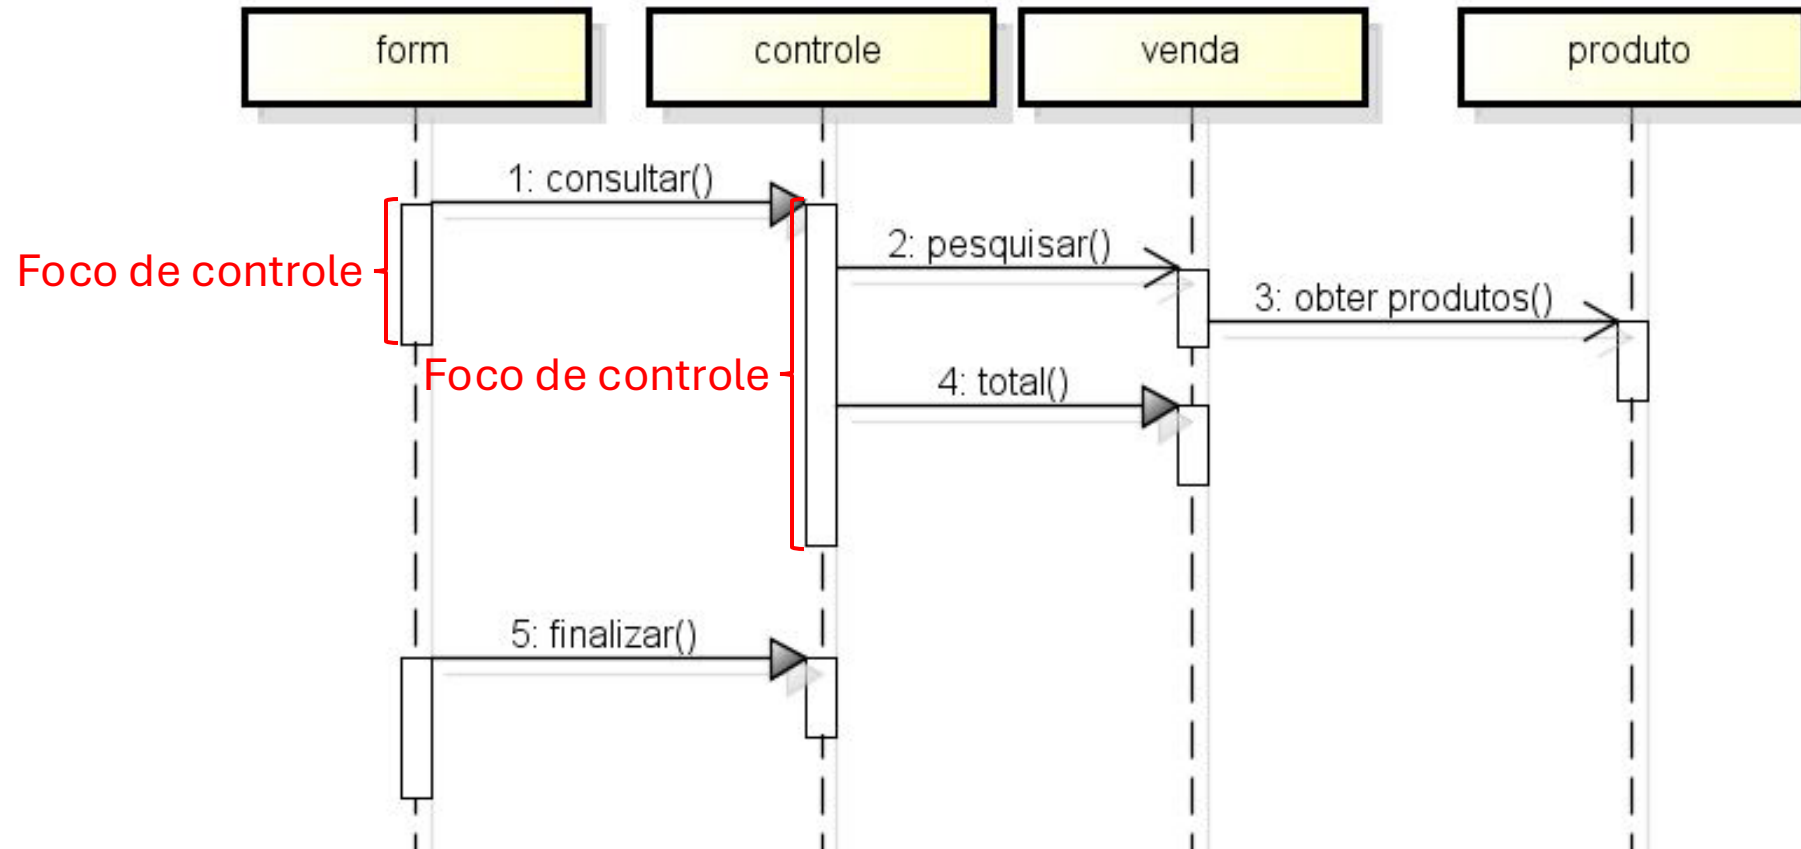 form
controle
venda
produto
1: consultar()
2: pesquisar()
Foco de controle
3: obter produtos()
Foco de controle
4: total()
5: finalizar()